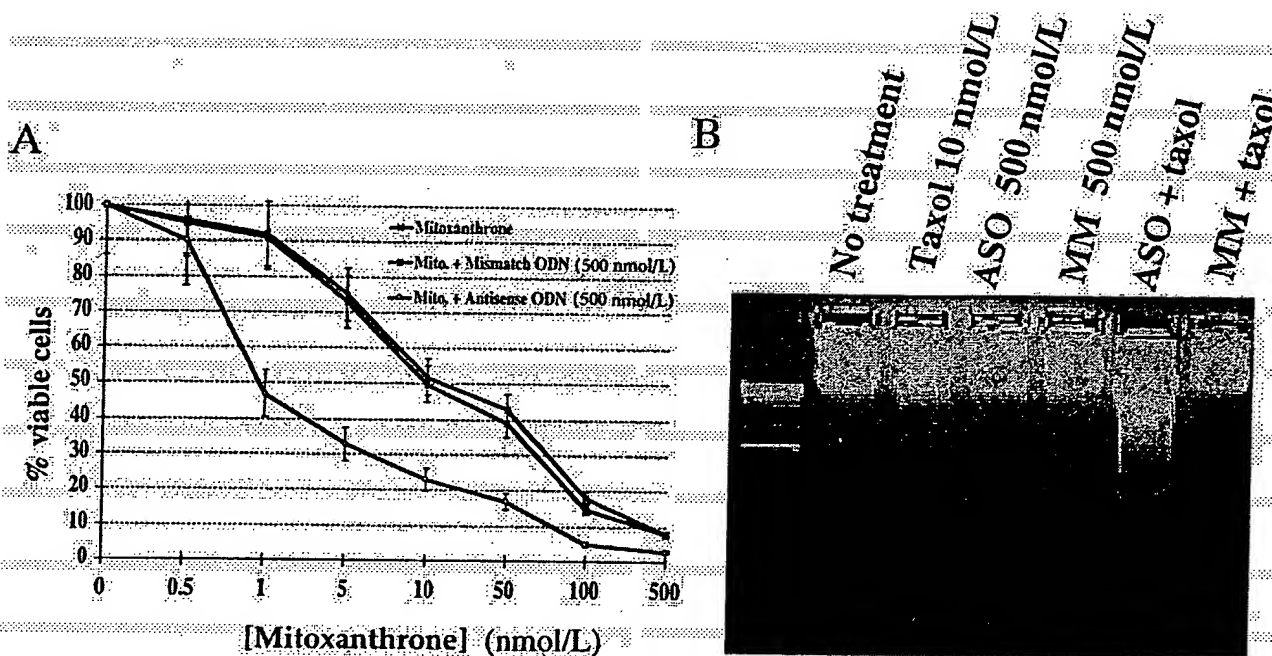 A
100
90
80
70
60
50
40
30
20
10
0
% viable cells
Mitoxanthrone
Mito. + Mismatch ODN (500 nmol/L)
Mito. + Antisense ODN (500 nmol/L)
0 0.5 1 5 10 50 100 500
[Mitoxanthrone] (nmol/L)
B
No treatment
Taxol 10 nmol/L
ASO 500 nmol/L
MM 500 nmol/L
ASO + taxol
MM + taxol